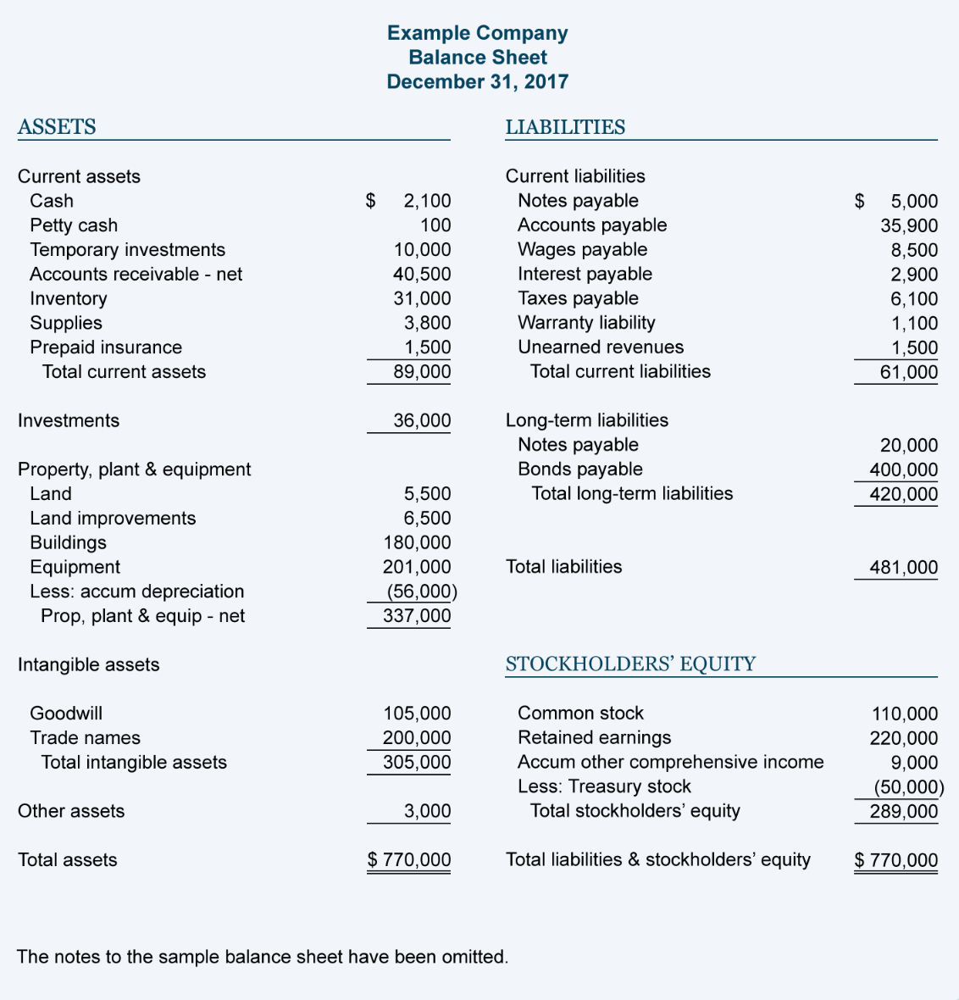 Example Company
Balance Sheet
December 31, 2017
ASSETS
Current assets
Cash $ 2,100
Petty cash 100
Temporary investments 10,000
Accounts receivable - net 40,500
Inventory 31,000
Supplies 3,800
Prepaid insurance 1,500
Total current assets 89,000
Investments 36,000
Property, plant & equipment
Land 5,500
Land improvements 6,500
Buildings 180,000
Equipment 201,000
Less: accum depreciation (56,000)
Prop, plant & equip - net 337,000
Intangible assets
Goodwill 105,000
Trade names 200,000
Total intangible assets 305,000
Other assets 3,000
Total assets $ 770,000
LIABILITIES
Current liabilities
Notes payable $ 5,000
Accounts payable 35,900
Wages payable 8,500
Interest payable 2,900
Taxes payable 6,100
Warranty liability 1,100
Unearned revenues 1,500
Total current liabilities 61,000
Long-term liabilities
Notes payable 20,000
Bonds payable 400,000
Total long-term liabilities 420,000
Total liabilities 481,000
STOCKHOLDERS’ EQUITY
Common stock 110,000
Retained earnings 220,000
Accum other comprehensive income 9,000
Less: Treasury stock (50,000)
Total stockholders’ equity 289,000
Total liabilities & stockholders’ equity $ 770,000
The notes to the sample balance sheet have been omitted.